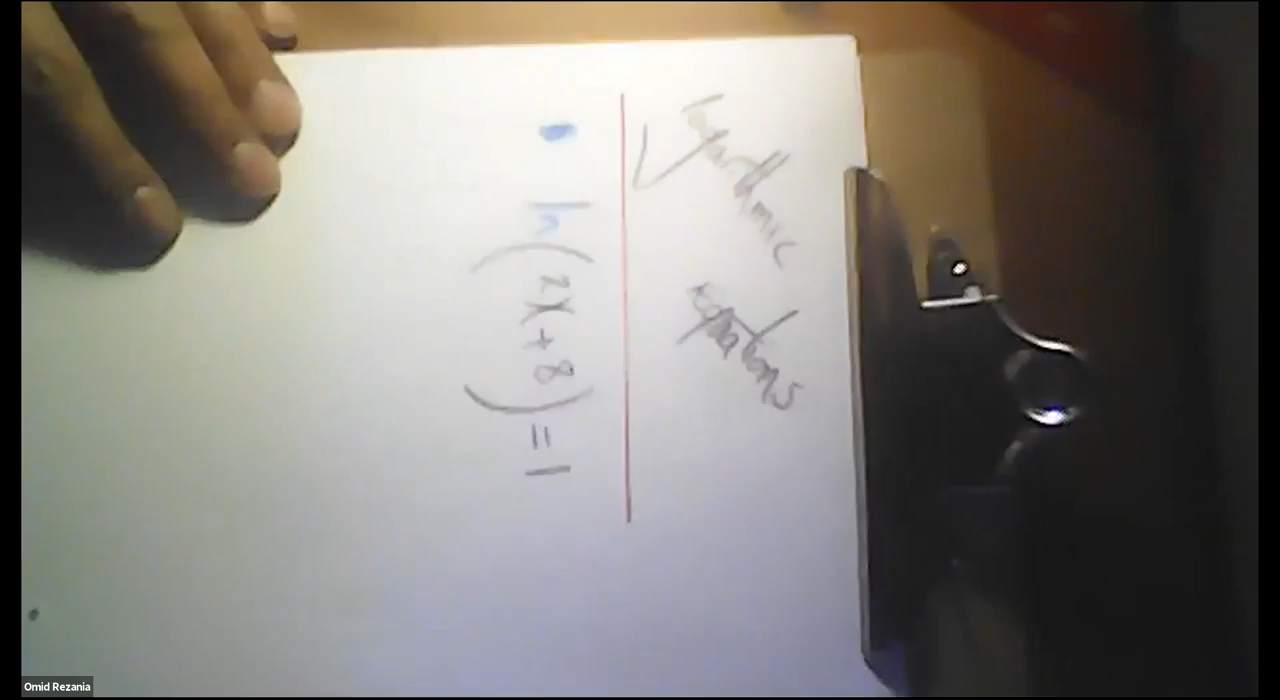 Logarithmic equations
• ln(2x+8)=1
Omid Rezania